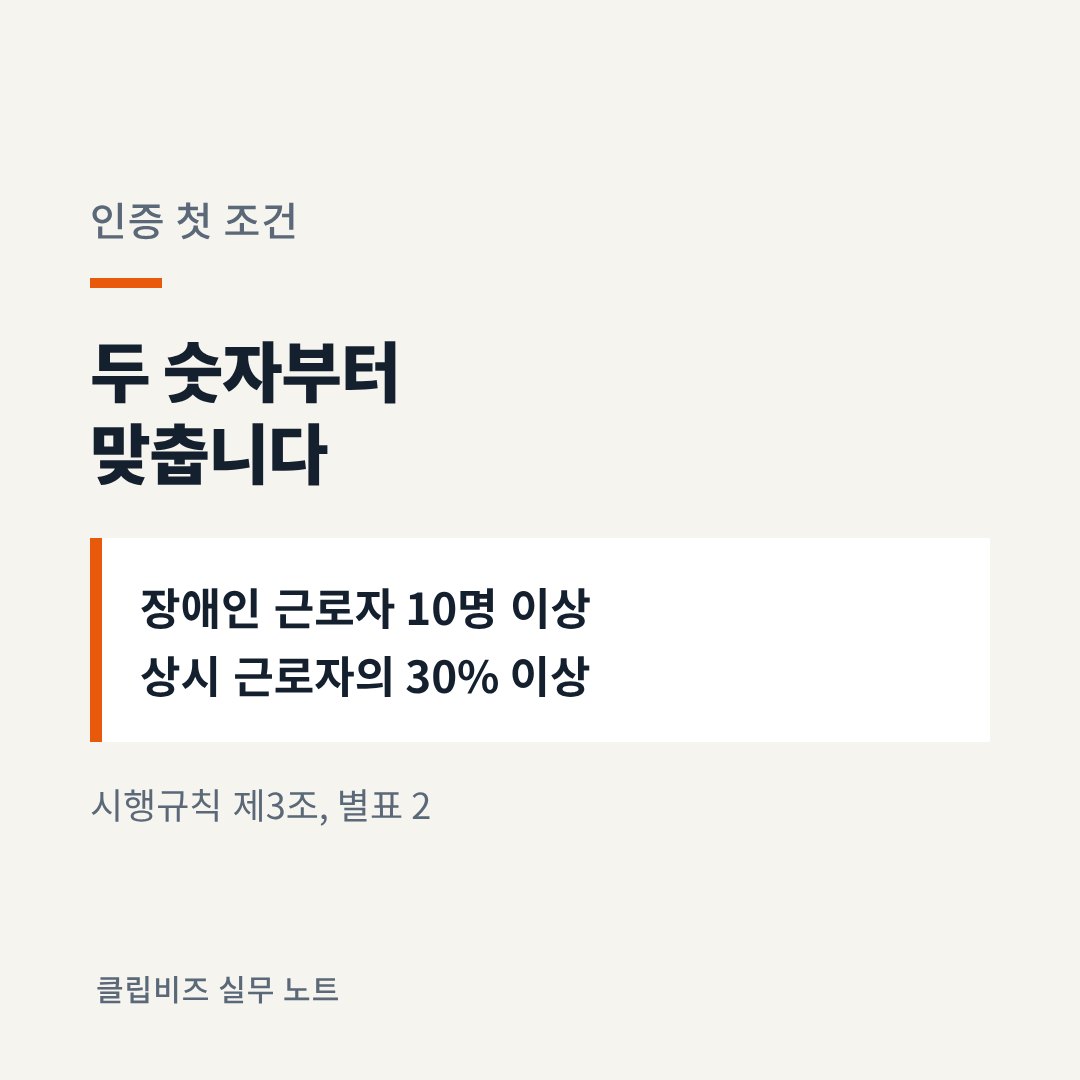 인증 첫 조건
두 숫자부터
맞춥니다
장애인 근로자 10명 이상
상시 근로자의 30% 이상
시행규칙 제3조, 별표 2
클립비즈 실무 노트